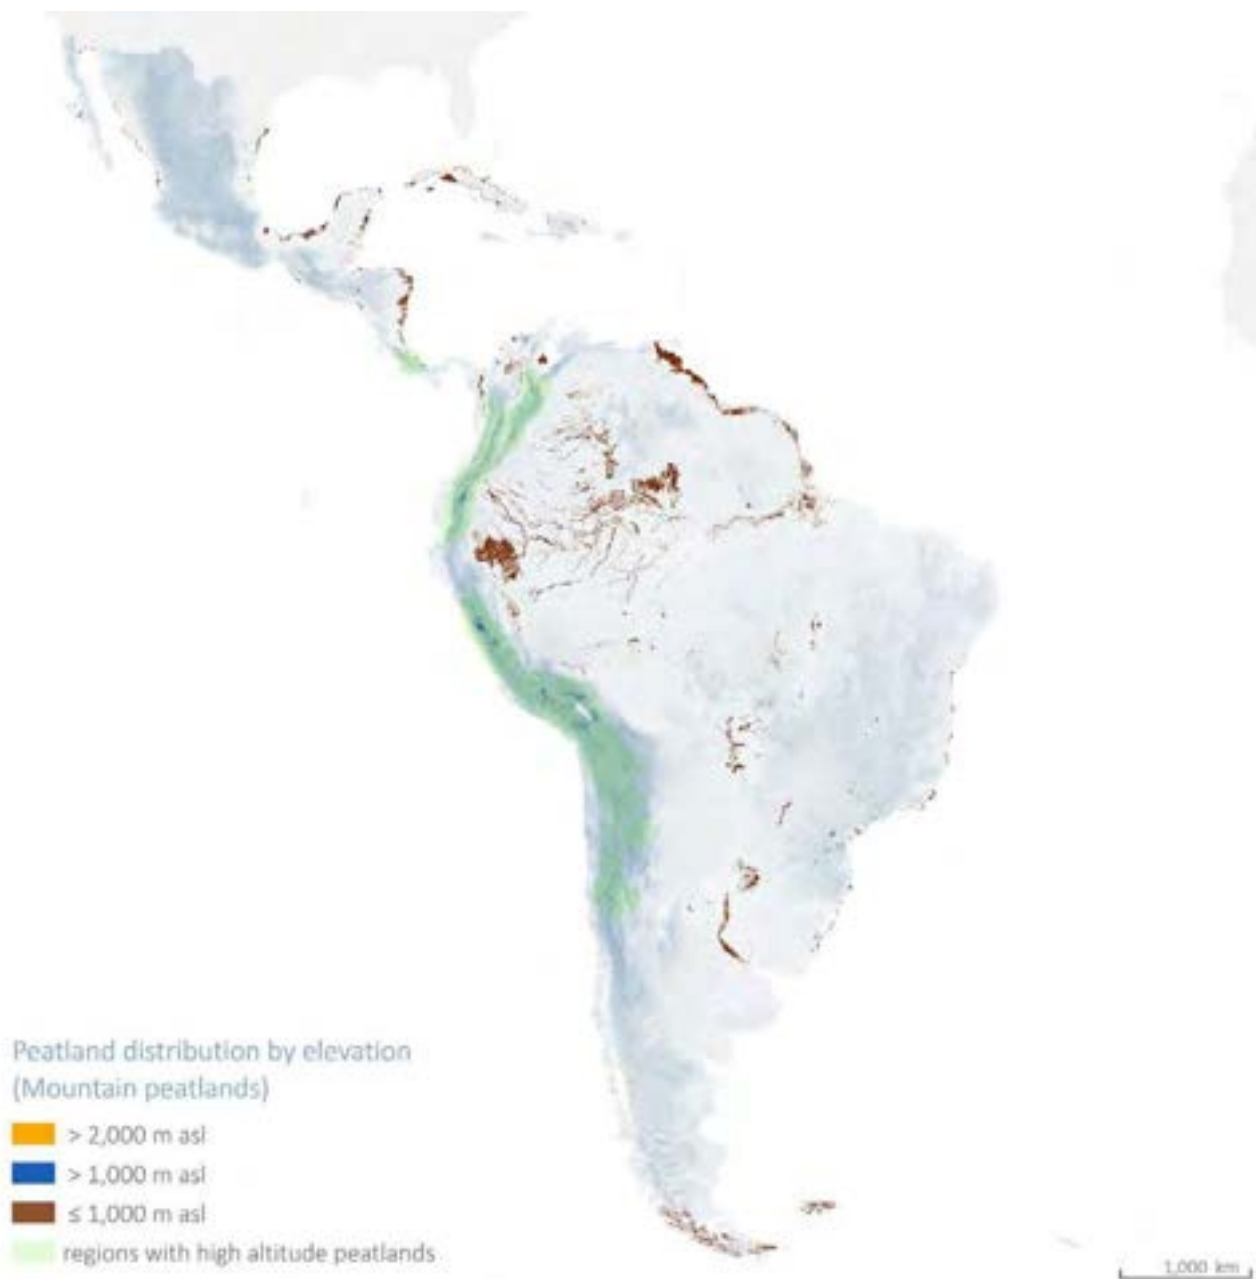 Peatland distribution by elevation
(Mountain peatlands)
> 2,000 m asl
> 1,000 m asl
≤ 1,000 m asl
regions with high altitude peatlands
1,000 km